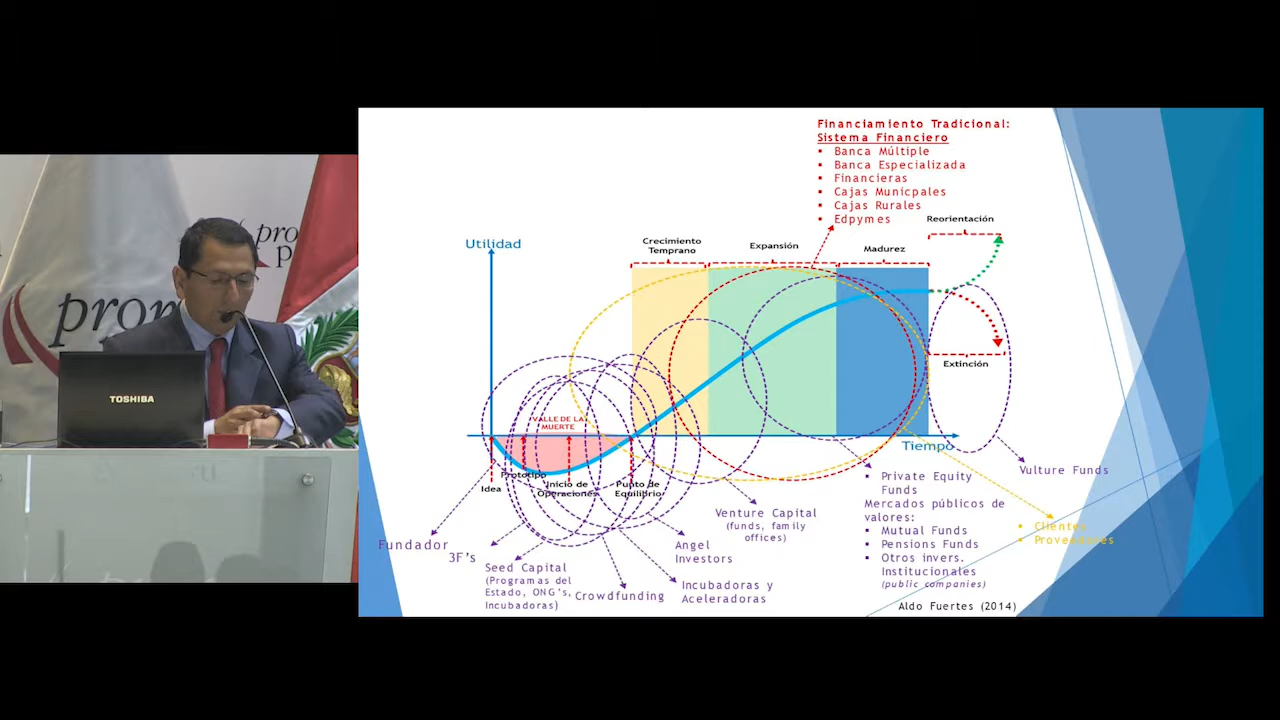 prom
pro
p
TOSHIBA
Financiamiento Tradicional:
Sistema Financiero
▪ Banca Múltiple
▪ Banca Especializada
▪ Financieras
▪ Cajas Municpales
▪ Cajas Rurales
▪ Edpymes
Reorientación
Utilidad
Crecimiento
Temprano
Expansión
Madurez
Extinción
VALLE DE LA
MUERTE
Tiempo
Prototipo
Idea
Inicio de
Operaciones
Punto de
Equilibrio
Vulture Funds
▪ Private Equity
Funds
Mercados públicos de
valores:
▪ Mutual Funds
▪ Pensions Funds
▪ Otros invers.
Institucionales
(public companies)
▪ Clientes
▪ Proveedores
Venture Capital
(funds, family
offices)
Fundador
3F's
Seed Capital
(Programas del
Estado, ONG's,
Incubadoras)
Crowdfunding
Angel
Investors
Incubadoras y
Aceleradoras
Aldo Fuertes (2014)